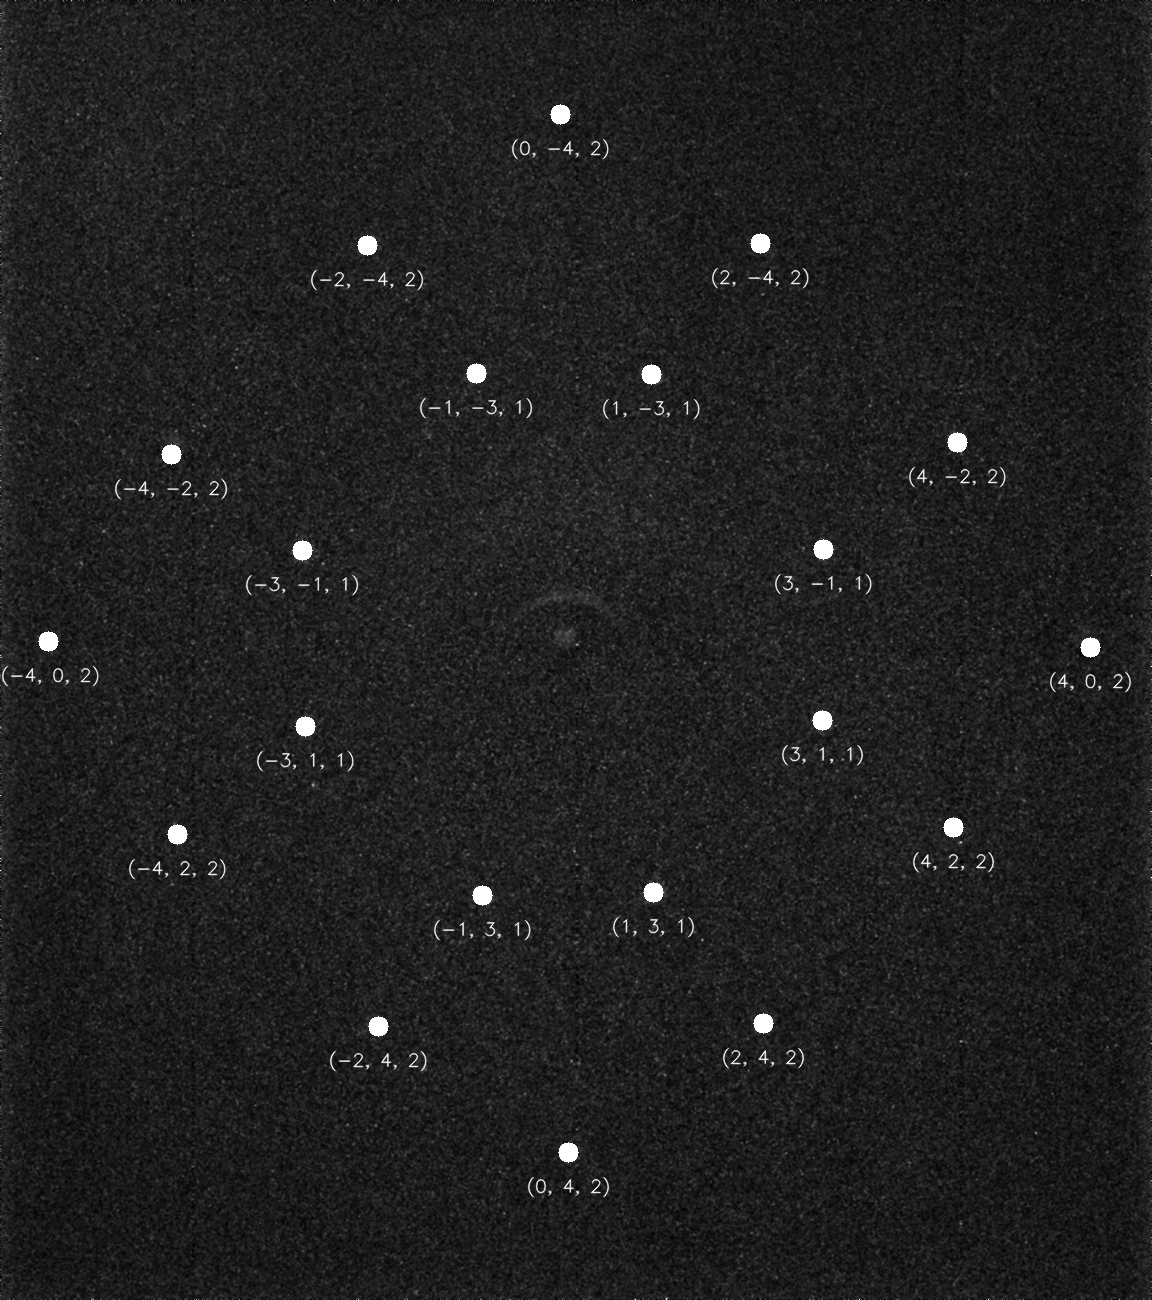 (0, −4, 2)
(−2, −4, 2)
(2, −4, 2)
(−1, −3, 1)
(1, −3, 1)
(−4, −2, 2)
(4, −2, 2)
(−3, −1, 1)
(3, −1, 1)
(−4, 0, 2)
(4, 0, 2)
(−3, 1, 1)
(3, 1, 1)
(−4, 2, 2)
(4, 2, 2)
(−1, 3, 1)
(1, 3, 1)
(−2, 4, 2)
(2, 4, 2)
(0, 4, 2)